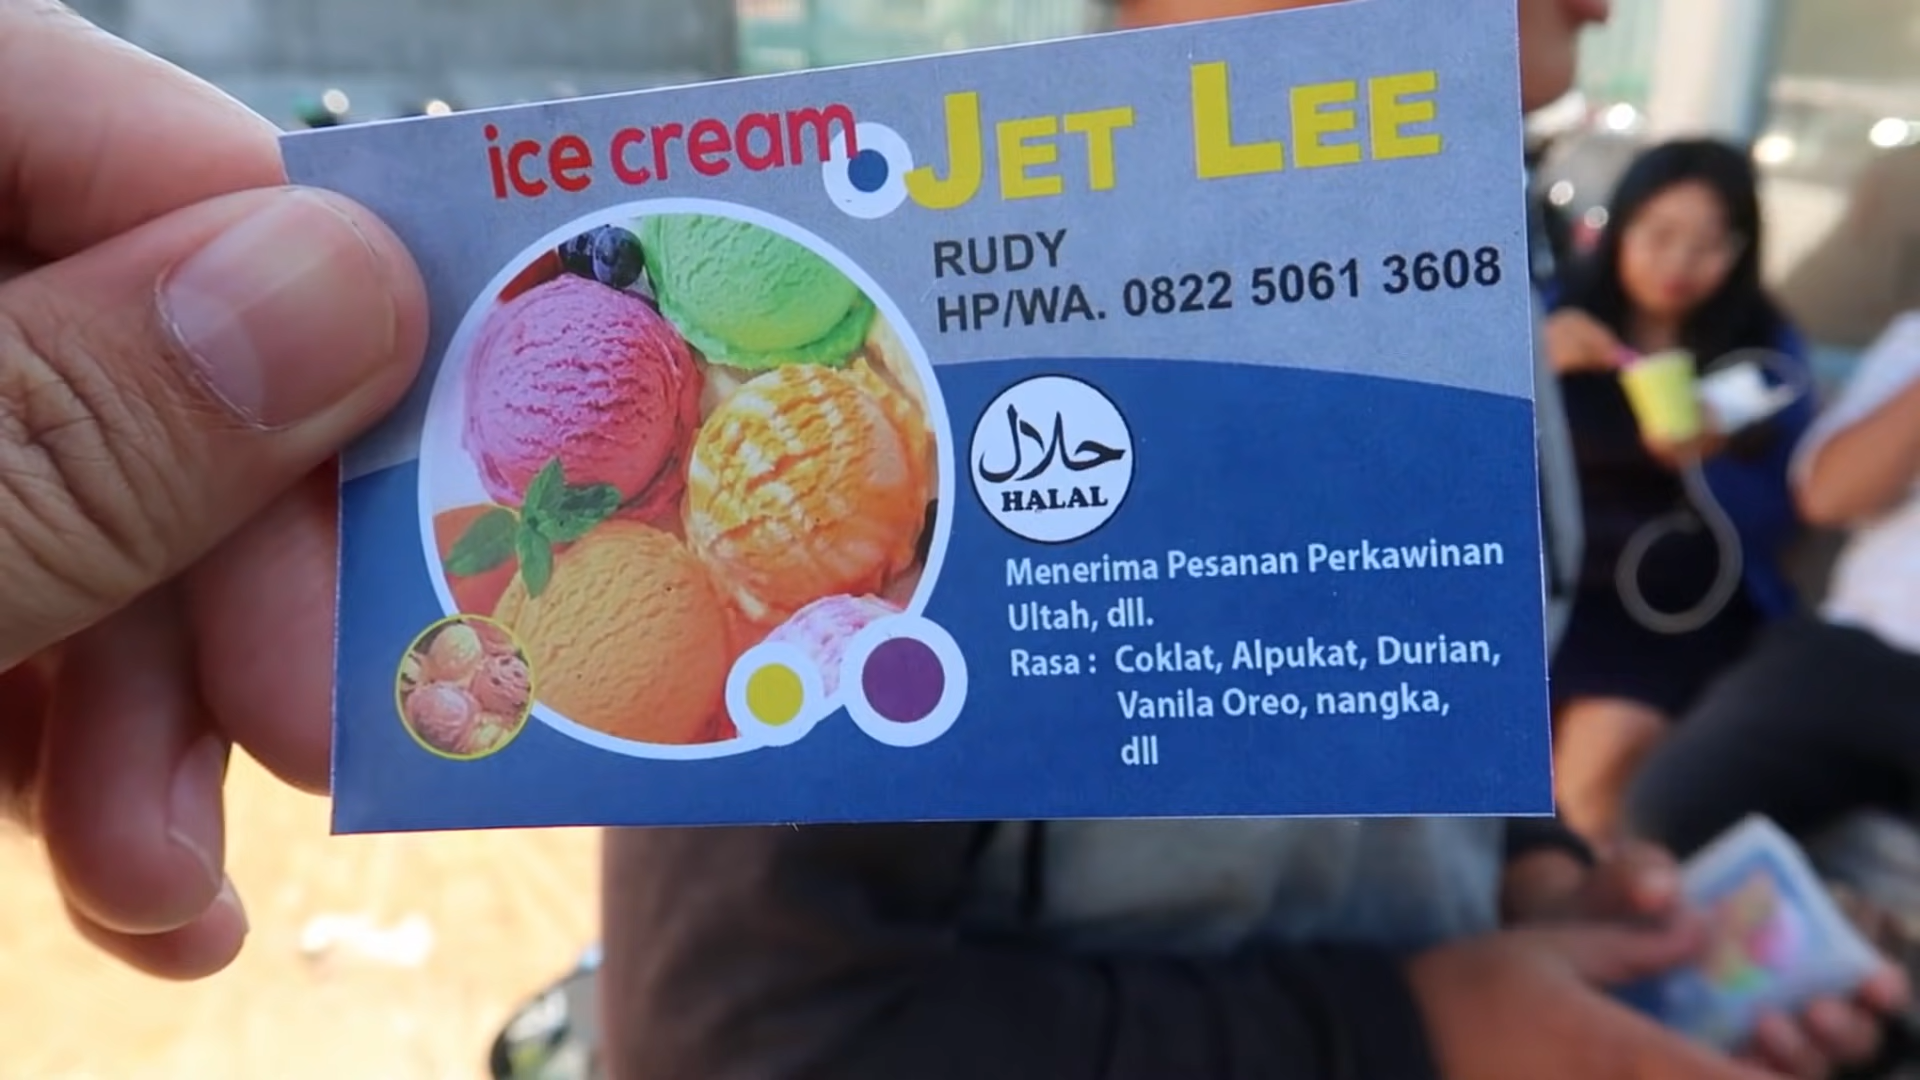 ice cream JET LEE
RUDY
HP/WA. 0822 5061 3608
حلال
HALAL
Menerima Pesanan Perkawinan
Ultah, dll.
Rasa : Coklat, Alpukat, Durian,
Vanila Oreo, nangka,
dll